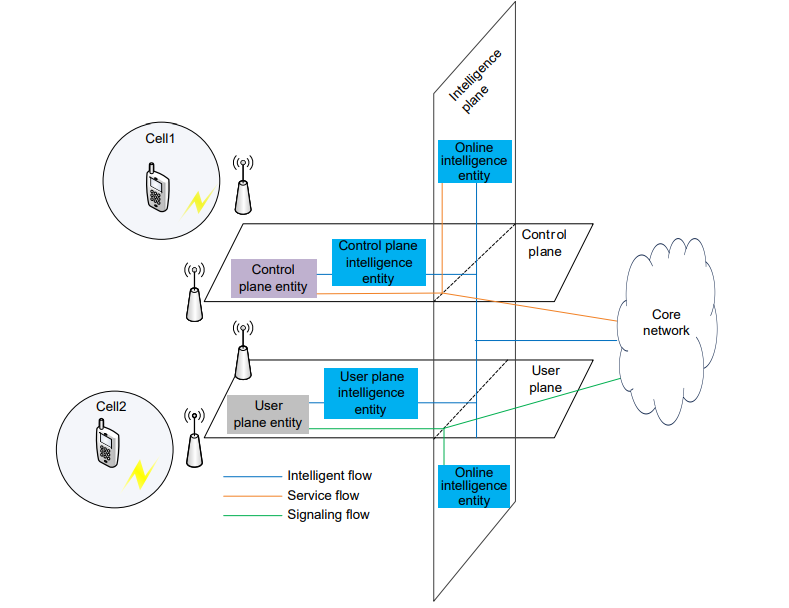 Intelligence
plane
Cell1
Online
intelligence
entity
Control
plane
Control plane
intelligence
entity
Control
plane entity
Core
network
User
plane
User plane
intelligence
entity
User
plane entity
Cell2
Online
intelligence
entity
Intelligent flow
Service flow
Signaling flow